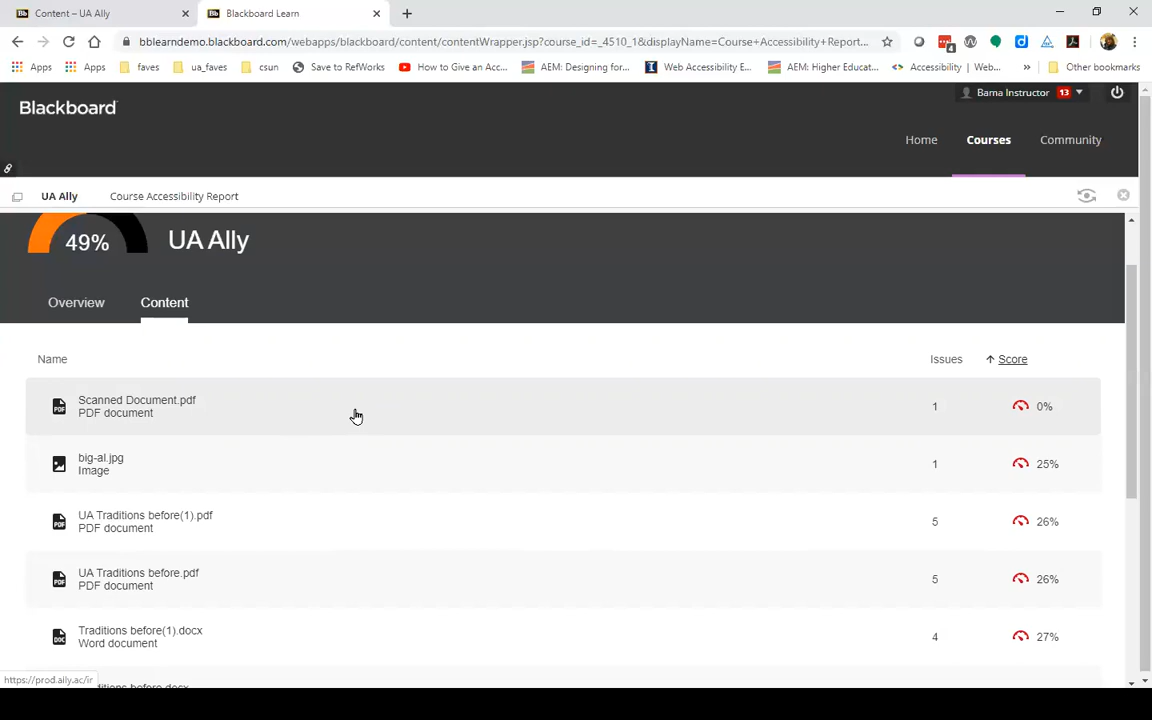 Content – UA Ally
Blackboard Learn
bblearndemo.blackboard.com/webapps/blackboard/content/contentWrapper.jsp?course_id=_4510_1&displayName=Course+Accessibility+Report...
4
Apps
Apps
faves
ua_faves
csun
Save to RefWorks
How to Give an Acc...
AEM: Designing for...
Web Accessibility E...
AEM: Higher Educat...
Accessibility | Web...
»
Other bookmarks
Blackboard
Bama Instructor 13
Home
Courses
Community
UA Ally
Course Accessibility Report
49%
UA Ally
Overview
Content
Name
Issues
Score
Scanned Document.pdf
PDF document
1
0%
big-al.jpg
Image
1
25%
UA Traditions before(1).pdf
PDF document
5
26%
UA Traditions before.pdf
PDF document
5
26%
Traditions before(1).docx
Word document
4
27%
https://prod.ally.ac/ir